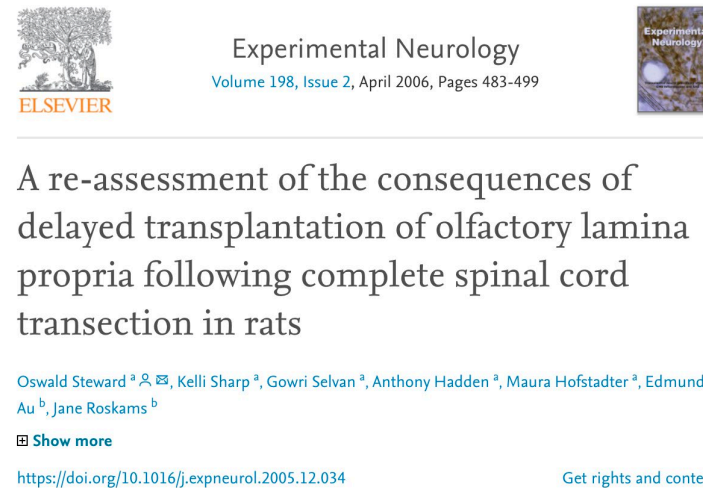 Experimental Neurology
Volume 198, Issue 2, April 2006, Pages 483-499
ELSEVIER
Experimenta
Neurology
A re-assessment of the consequences of
delayed transplantation of olfactory lamina
propria following complete spinal cord
transection in rats
Oswald Steward a, Kelli Sharp a, Gowri Selvan a, Anthony Hadden a, Maura Hofstadter a, Edmund
Au b, Jane Roskams b
Show more
https://doi.org/10.1016/j.expneurol.2005.12.034 Get rights and conte